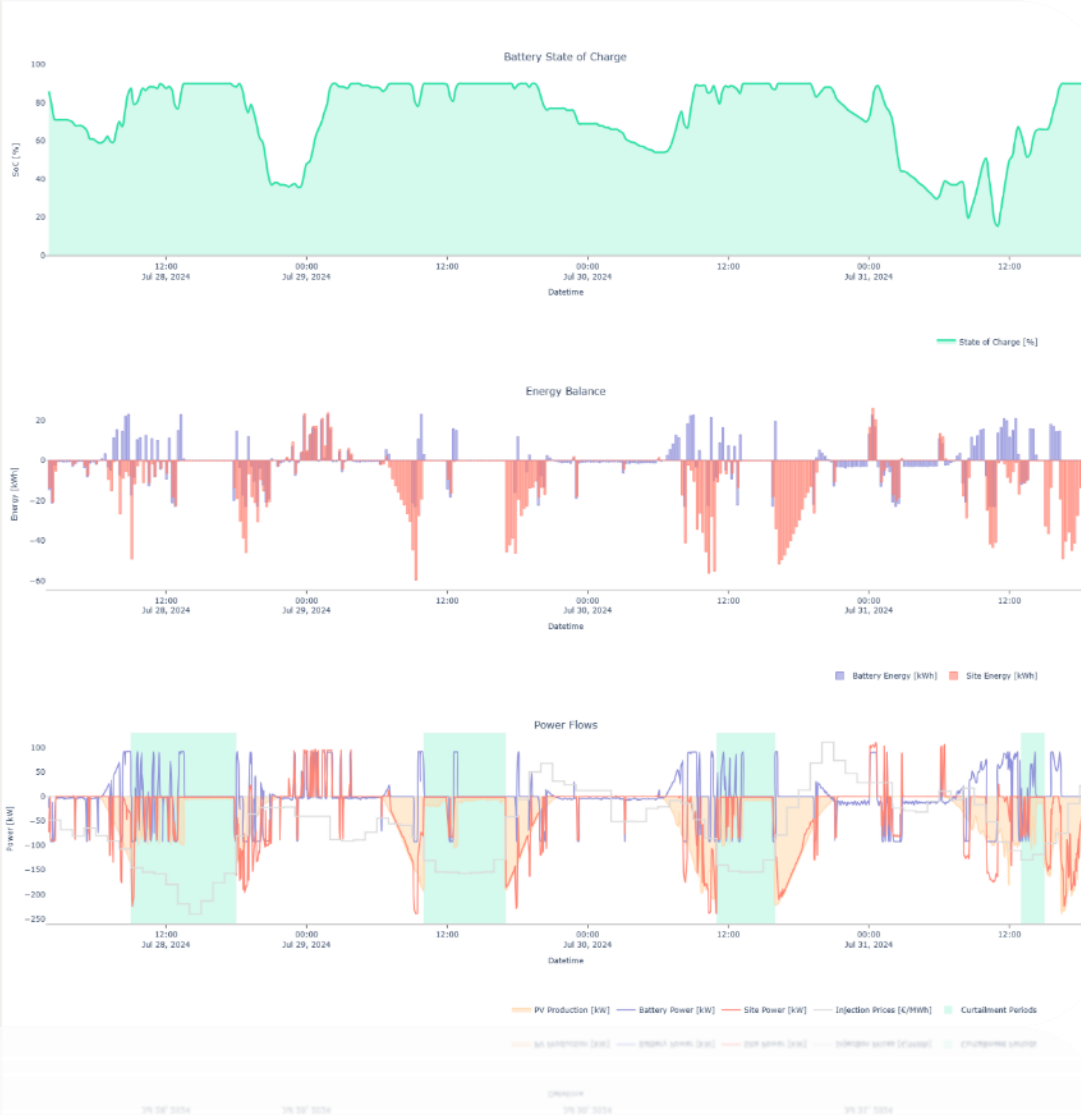 Battery State of Charge
100
80
60
40
20
0
SoC [%]
12:00 00:00 12:00 00:00 12:00 00:00 12:00
Jul 28, 2024 Jul 29, 2024 Jul 30, 2024 Jul 31, 2024
Datetime
State of Charge [%]
Energy Balance
20
0
−20
−40
−60
Energy [kWh]
12:00 00:00 12:00 00:00 12:00 00:00 12:00
Jul 28, 2024 Jul 29, 2024 Jul 30, 2024 Jul 31, 2024
Datetime
Battery Energy [kWh] Site Energy [kWh]
Power Flows
100
50
0
−50
−100
−150
−200
−250
Power [kW]
12:00 00:00 12:00 00:00 12:00 00:00 12:00
Jul 28, 2024 Jul 29, 2024 Jul 30, 2024 Jul 31, 2024
Datetime
PV Production [kW] Battery Power [kW] Site Power [kW] Injection Prices [€/MWh] Curtailment Periods